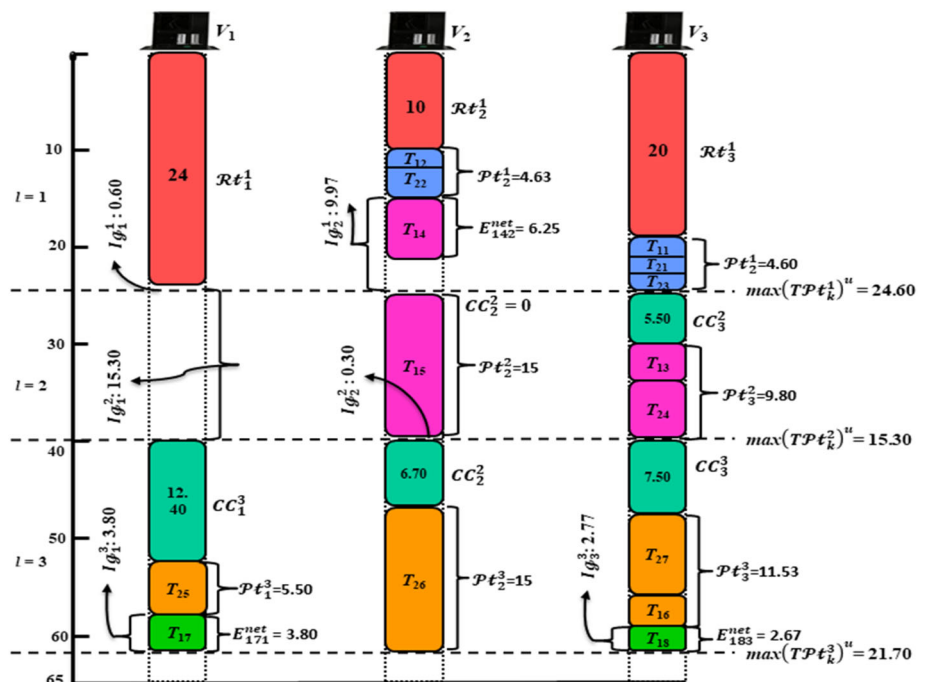 V₁ V₂ V₃
0
10
20
30
40
50
60
65
l = 1
l = 2
l = 3
24
ℛt₁¹
Ig₁¹ : 0.60
Ig₁² : 15.30
12.
40
CC₁³
Ig₁³ : 3.80
T₂₅
𝒫t₁³=5.50
T₁₇
E₁₇₁ⁿᵉᵗ = 3.80
10
ℛt₂¹
T₁₂
T₂₂
𝒫t₂¹=4.63
Ig₂¹ : 9.97
T₁₄
E₁₄₂ⁿᵉᵗ = 6.25
CC₂² = 0
T₁₅
𝒫t₂²=15
Ig₂² : 0.30
6.70
CC₂²
T₂₆
𝒫t₂³=15
20
ℛt₃¹
T₁₁
T₂₁
T₂₃
𝒫t₂¹=4.60
max(T𝒫tₖ¹)ᵘ = 24.60
5.50
CC₃²
T₁₃
T₂₄
𝒫t₃²=9.80
max(T𝒫tₖ²)ᵘ = 15.30
7.50
CC₃³
Ig₃³ : 2.77
T₂₇
𝒫t₃³=11.53
T₁₆
T₁₈
E₁₈₃ⁿᵉᵗ = 2.67
max(T𝒫tₖ³)ᵘ = 21.70